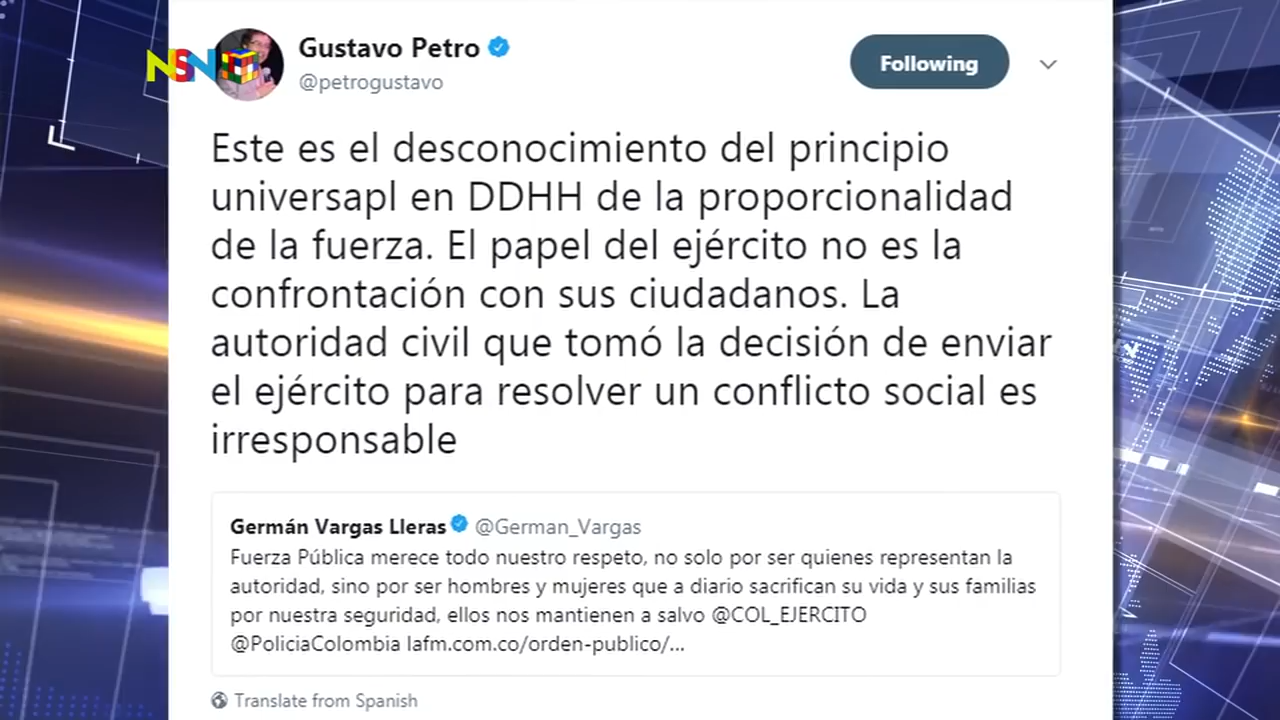 NSN
Gustavo Petro
@petrogustavo
Following
Este es el desconocimiento del principio
universapl en DDHH de la proporcionalidad
de la fuerza. El papel del ejército no es la
confrontación con sus ciudadanos. La
autoridad civil que tomó la decisión de enviar
el ejército para resolver un conflicto social es
irresponsable
Germán Vargas Lleras @German_Vargas
Fuerza Pública merece todo nuestro respeto, no solo por ser quienes representan la
autoridad, sino por ser hombres y mujeres que a diario sacrifican su vida y sus familias
por nuestra seguridad, ellos nos mantienen a salvo @COL_EJERCITO
@PoliciaColombia lafm.com.co/orden-publico/...
Translate from Spanish